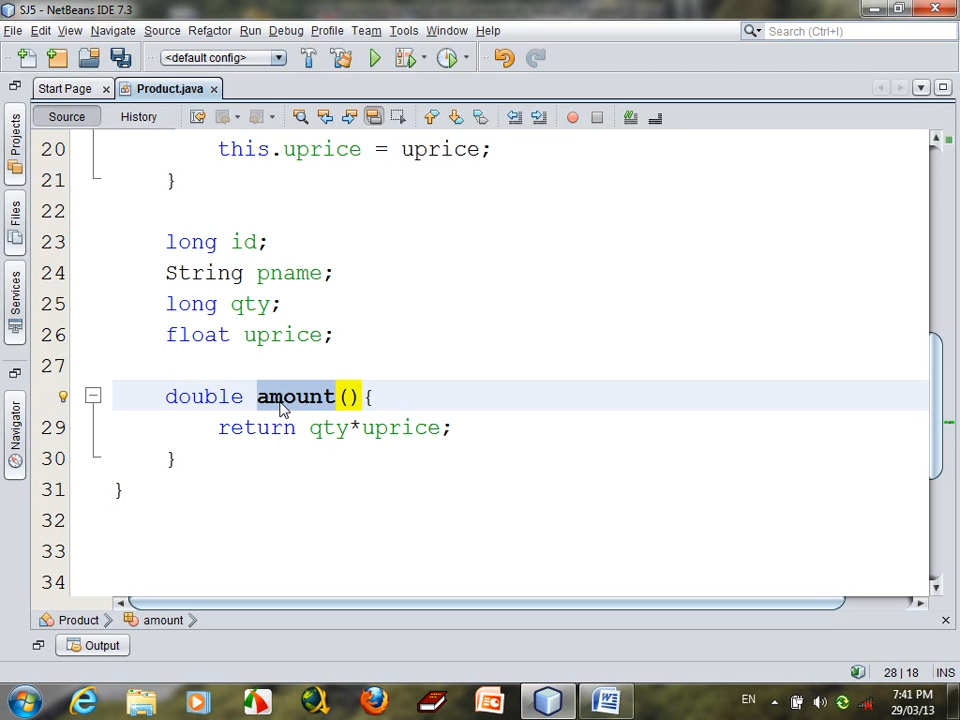 SJ5 - NetBeans IDE 7.3
File Edit View Navigate Source Refactor Run Debug Profile Team Tools Window Help
Search (Ctrl+I)
<default config>
Start Page Product.java
Source History
Projects
Files
Services
Navigator
20 this.uprice = uprice;
21 }
22
23 long id;
24 String pname;
25 long qty;
26 float uprice;
27
double amount(){
29 return qty*uprice;
30 }
31 }
32
33
34
Product amount
Output
28 | 18 INS
EN
7:41 PM
29/03/13